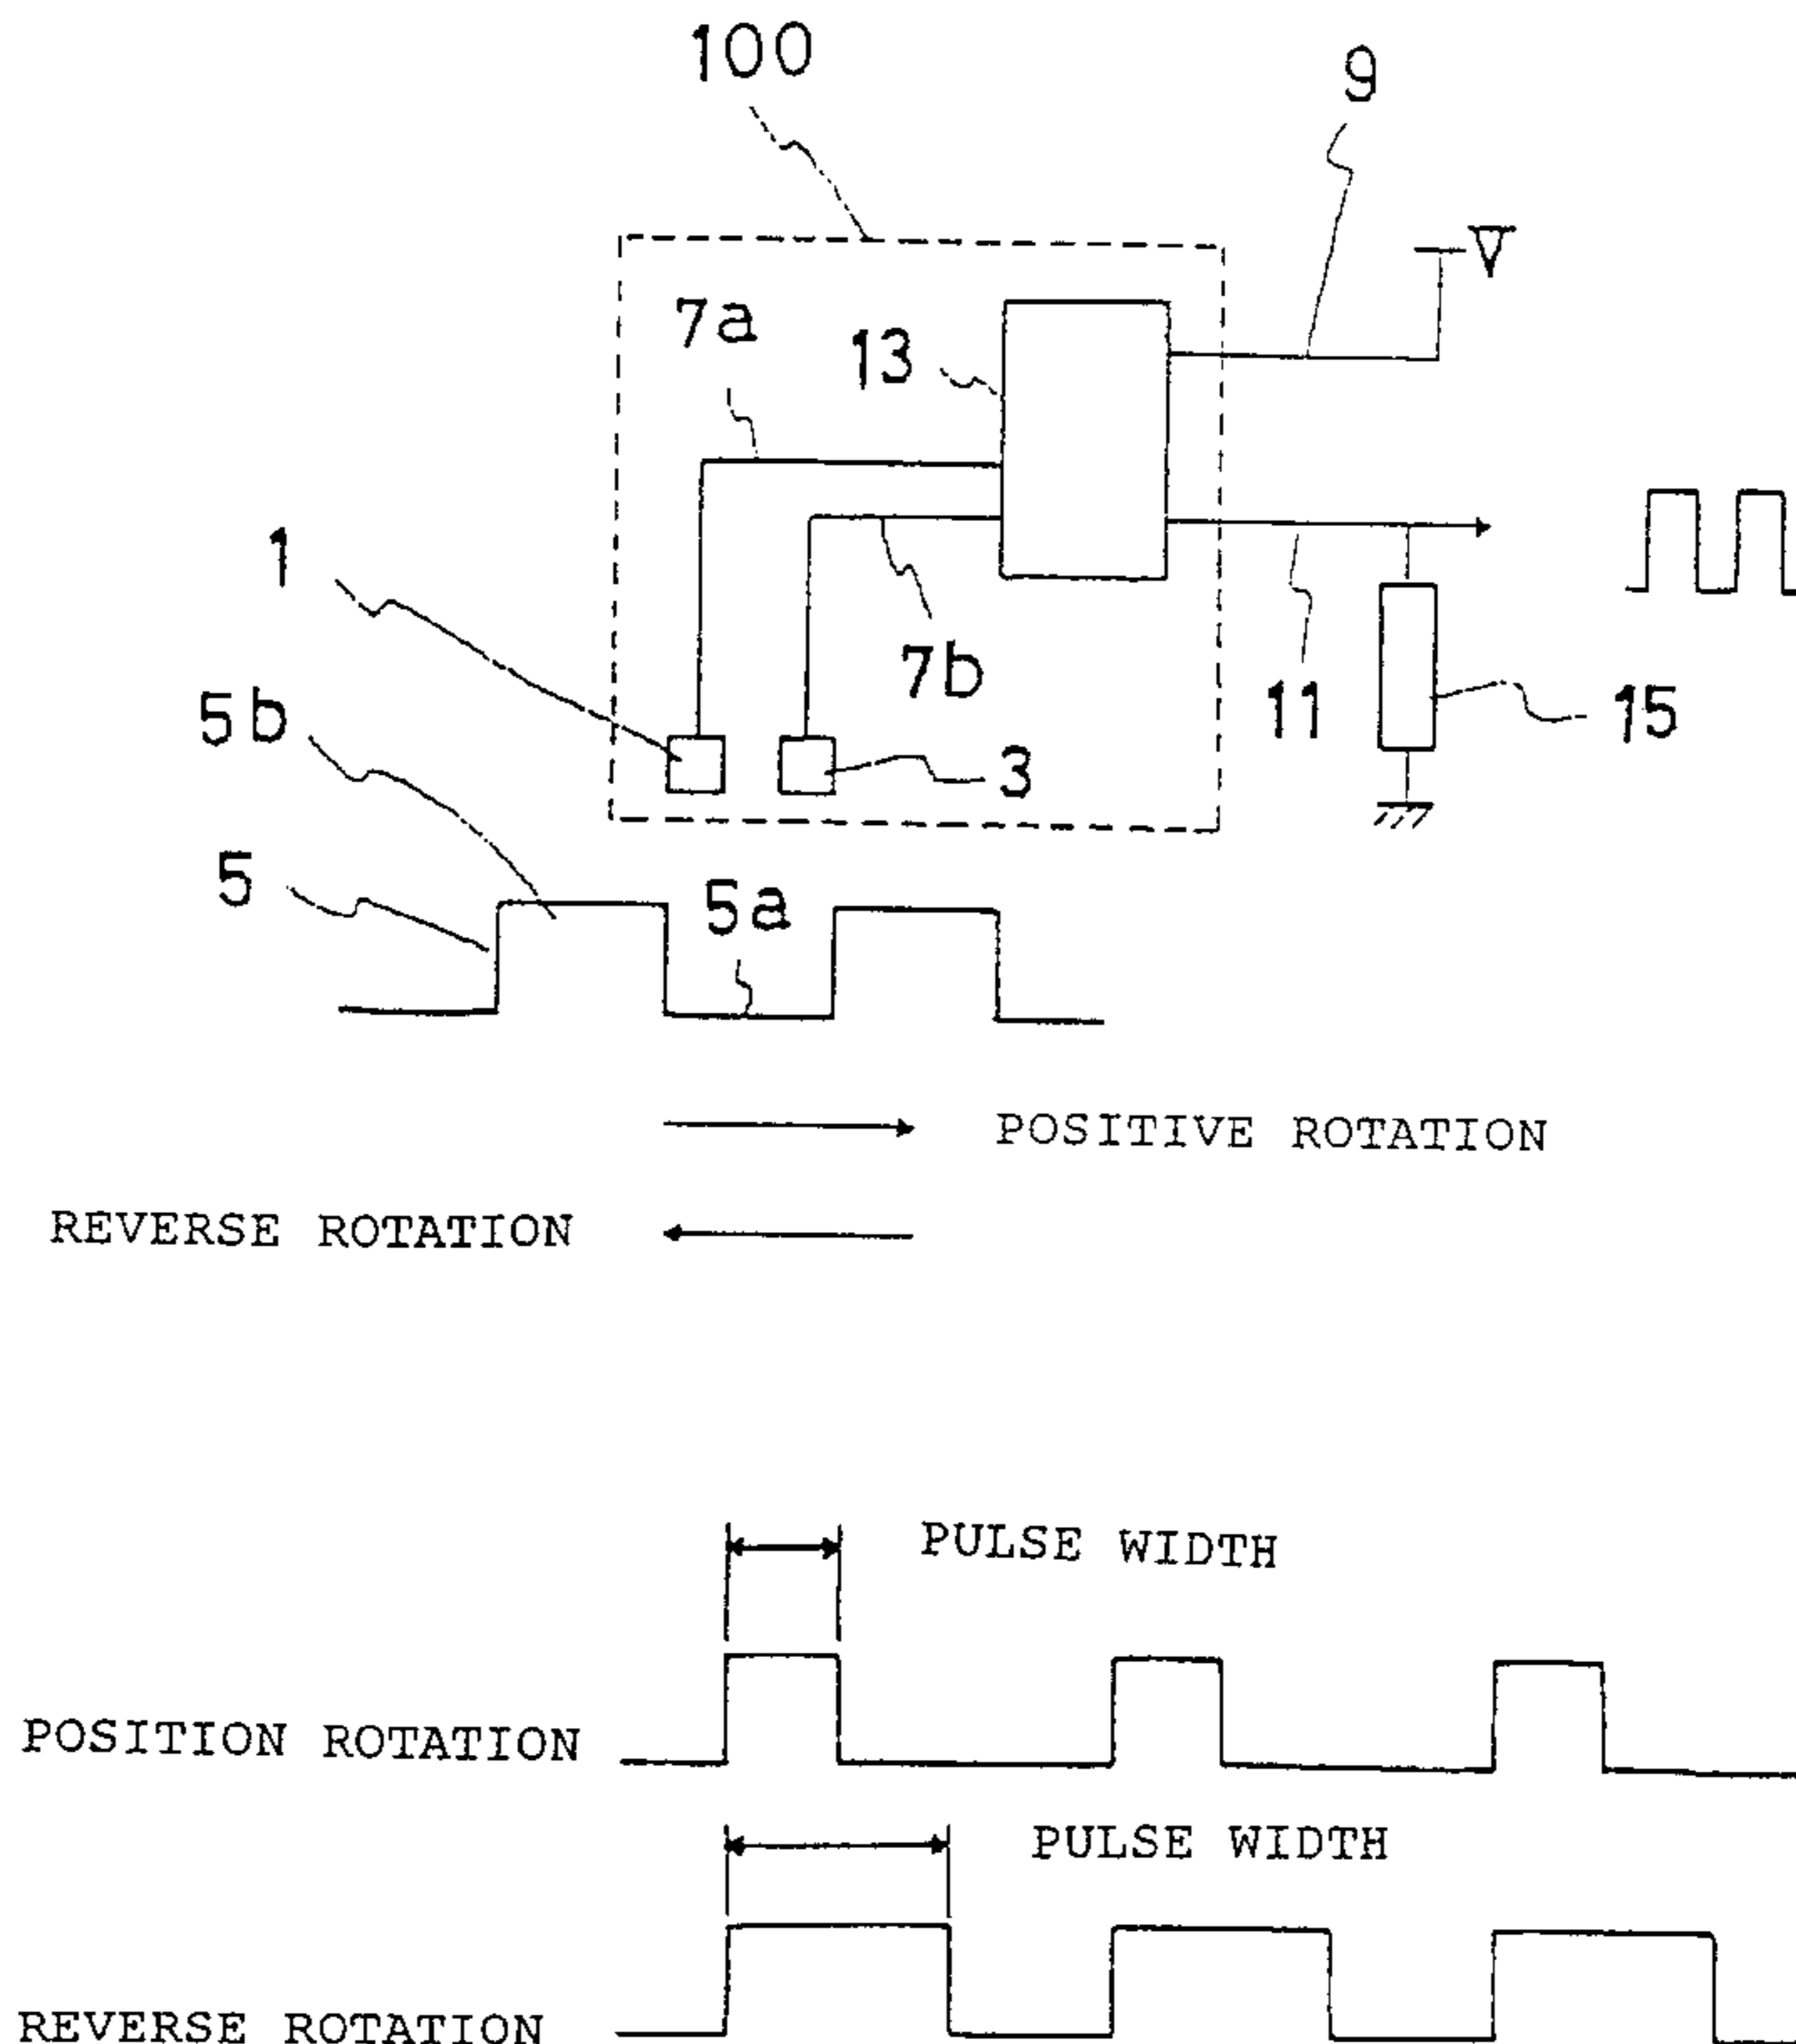 100
9
V
7a
13
1
7b
5b
11
15
3
5
5a
POSITIVE ROTATION
REVERSE ROTATION
PULSE WIDTH
POSITION ROTATION
PULSE WIDTH
REVERSE ROTATION